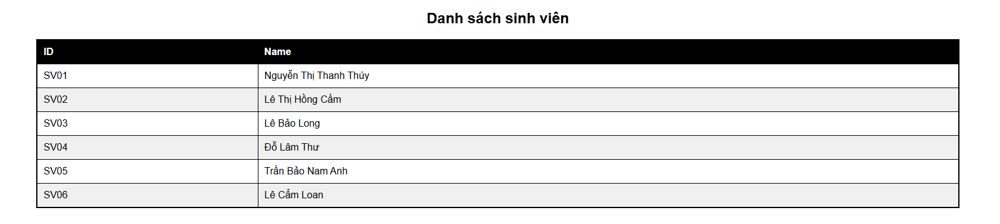 Danh sách sinh viên
ID Name
SV01 Nguyễn Thị Thanh Thúy
SV02 Lê Thị Hồng Cầm
SV03 Lê Bảo Long
SV04 Đỗ Lâm Thư
SV05 Trần Bảo Nam Anh
SV06 Lê Cẩm Loan